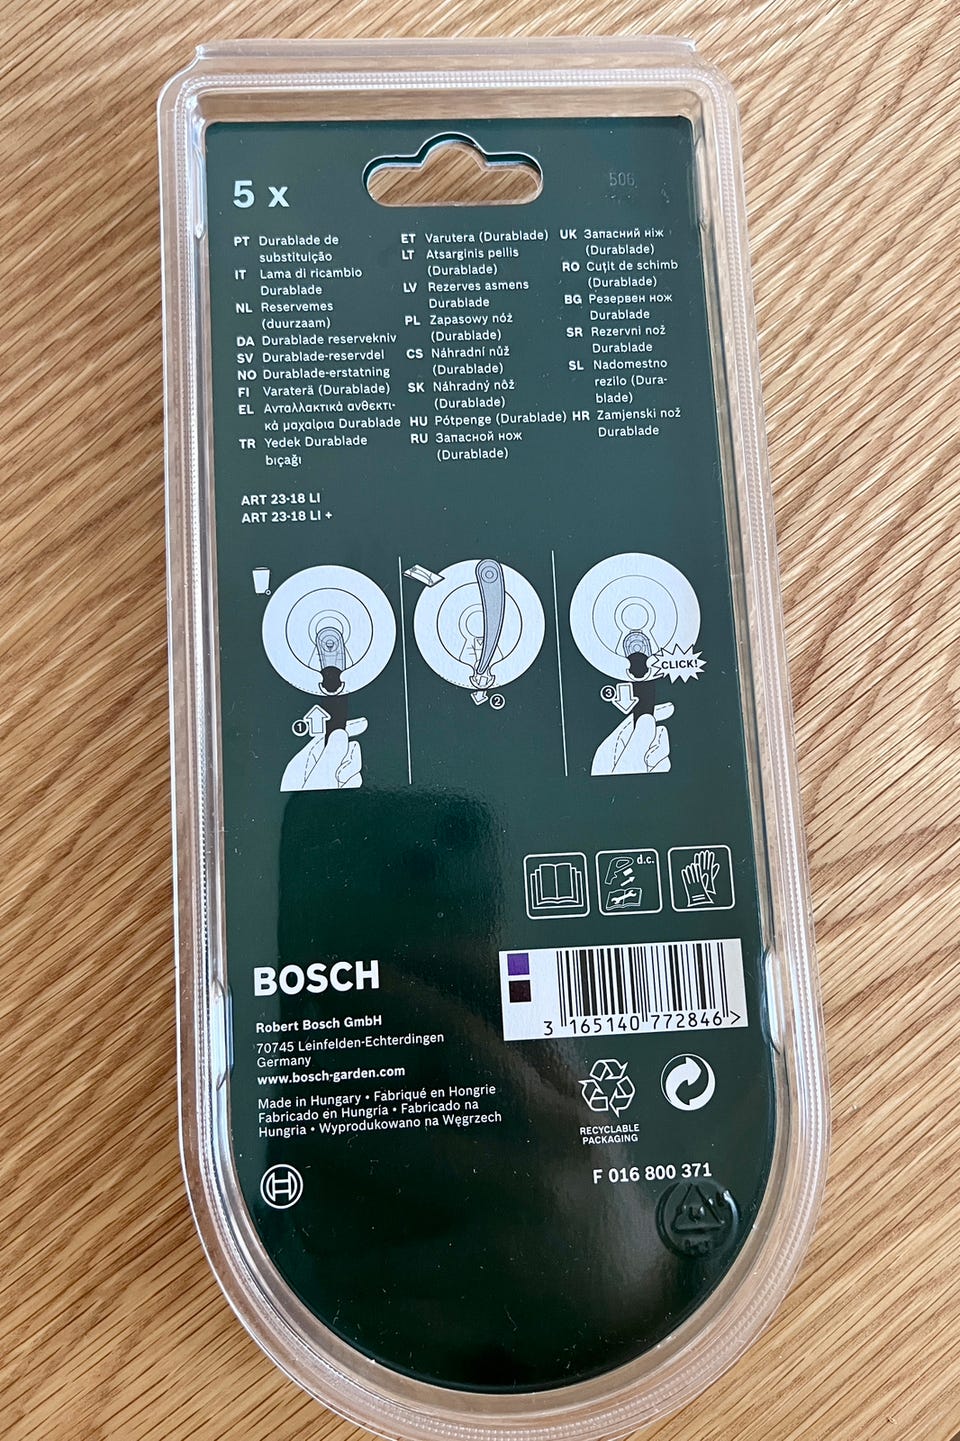 5 x
506
PT Durablade de
substituição
IT Lama di ricambio
Durablade
NL Reservemes
(duurzaam)
DA Durablade reservekniv
SV Durablade-reservdel
NO Durablade-erstatning
FI Varaterä (Durablade)
EL Ανταλλακτικά ανθεκτι-
κά μαχαίρια Durablade
TR Yedek Durablade
bıçağı
ET Varutera (Durablade)
LT Atsarginis peilis
(Durablade)
LV Rezerves asmens
Durablade
PL Zapasowy nóż
(Durablade)
CS Náhradní nůž
(Durablade)
SK Náhradný nôž
(Durablade)
HU Pótpenge (Durablade)
RU Запасной нож
(Durablade)
UK Запасний ніж
(Durablade)
RO Cuţit de schimb
(Durablade)
BG Резервен нож
Durablade
SR Rezervni nož
Durablade
SL Nadomestno
rezilo (Dura-
blade)
HR Zamjenski nož
Durablade
ART 23-18 LI
ART 23-18 LI +
1
2
3
CLICK!
d.c.
BOSCH
Robert Bosch GmbH
70745 Leinfelden-Echterdingen
Germany
www.bosch-garden.com
Made in Hungary • Fabriqué en Hongrie
Fabricado en Hungría • Fabricado na
Hungria • Wyprodukowano na Węgrzech
3 165140 772846 >
RECYCLABLE
PACKAGING
F 016 800 371